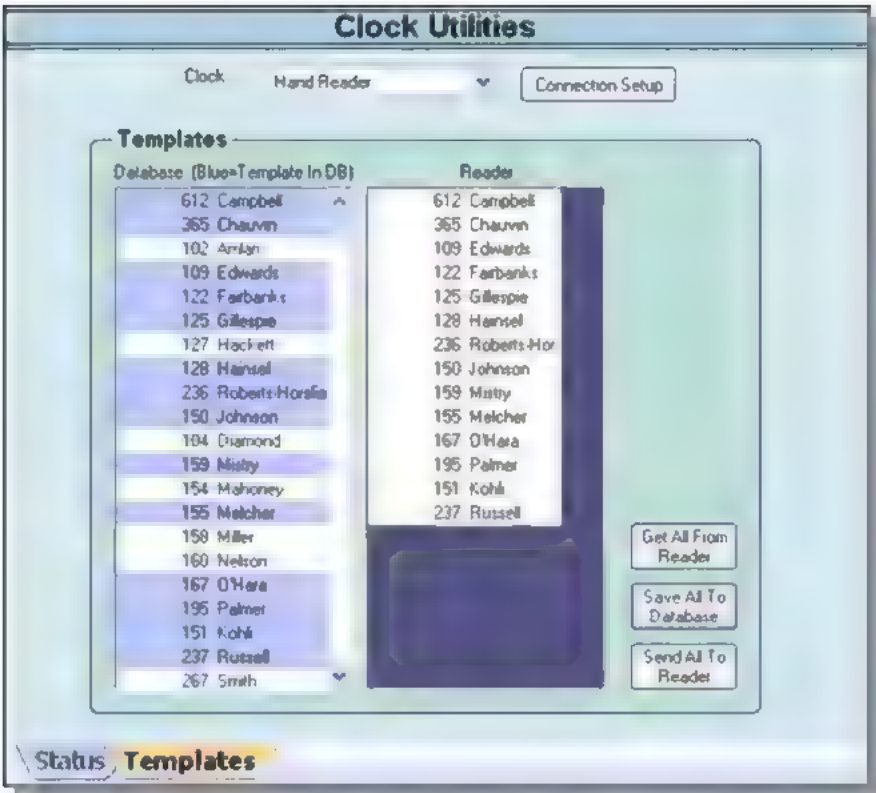 Clock Utilities
Clock Hand Reader Connection Setup
Templates
Database (Blue=Template In DB) Reader
612 Campbell 612 Campbell
365 Chauvin 365 Chauvin
102
109 Edwards 109 Edwards
122 Fairbanks 122 Fairbanks
125 Gillespie 125 Gillespie
127 Hackett 128 Hainsel
128 Hainsel 236 Roberts-Hor
236 Roberts-Horsfie 150 Johnson
150 Johnson 159 Mistry
104 Diamond 155 Melcher
159 Mistry 167 O'Hara
154 Mahoney 195 Palmer
155 Melcher 151 Kohli
158 Miller 237 Russell
160 Nelson
167 O'Hara
195 Palmer
151 Kohli
237 Russell
267 Smith
Get All From
Reader
Save All To
Database
Send All To
Reader
Status Templates